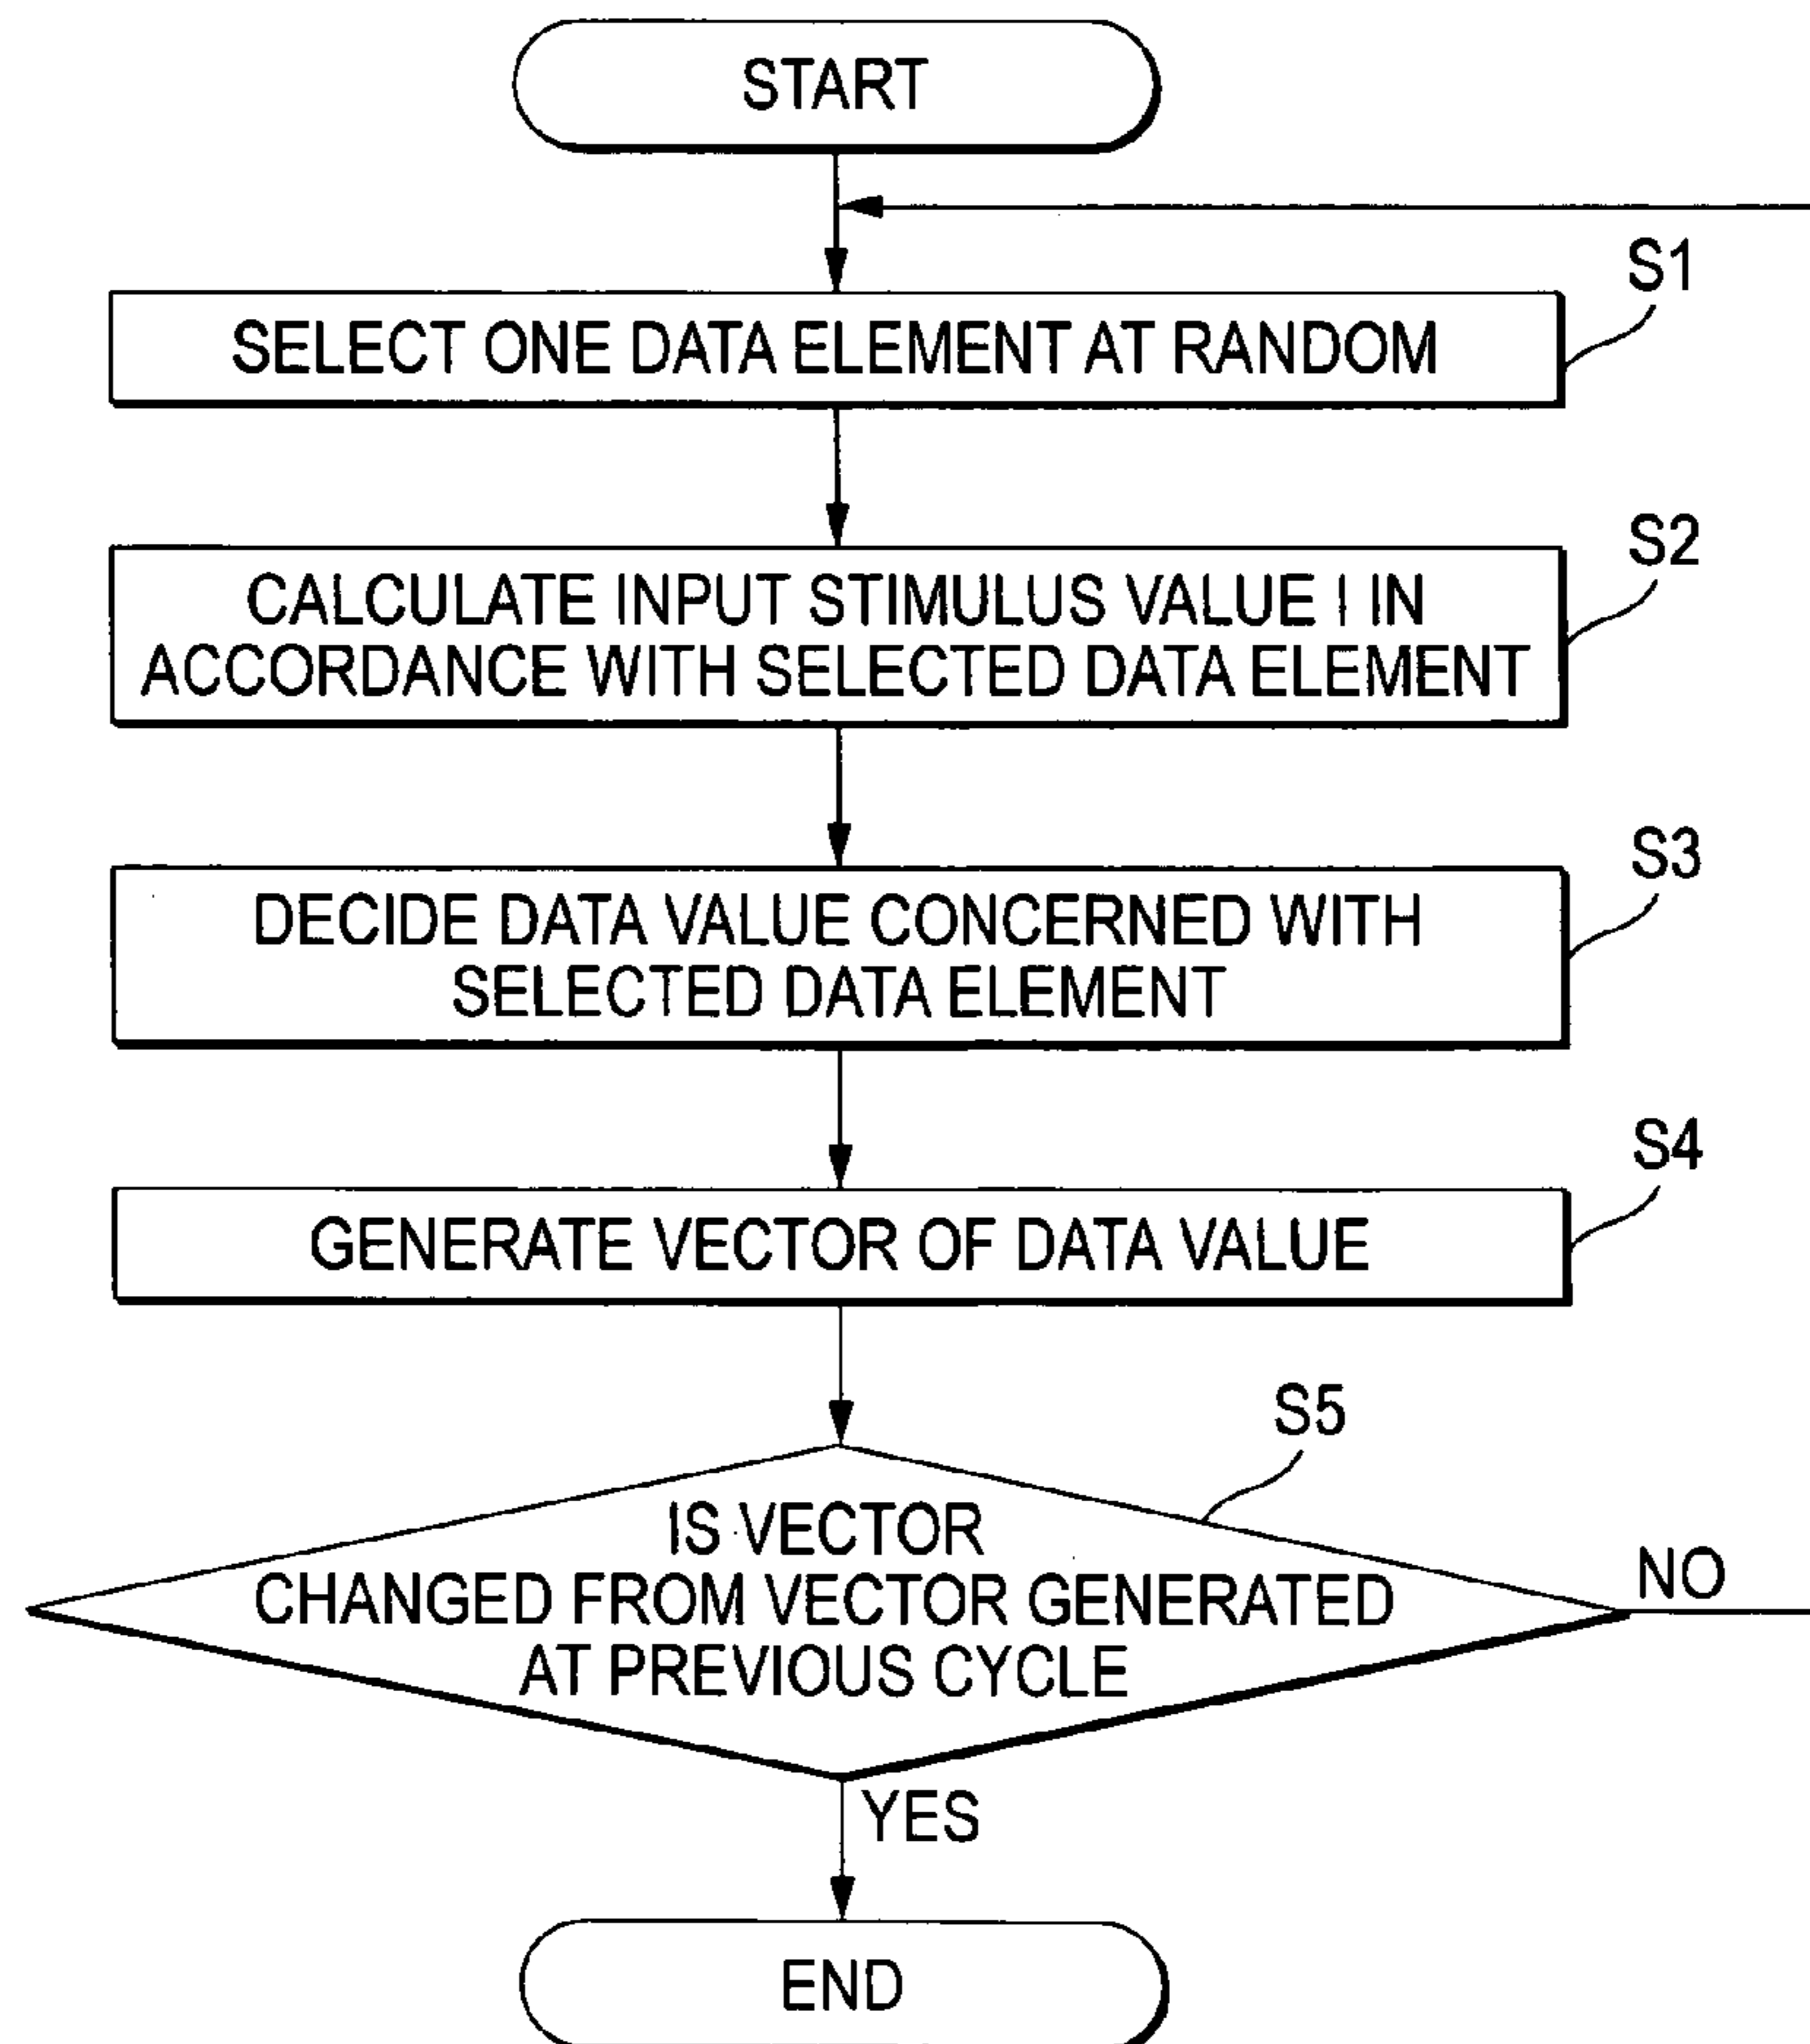 START
S1
SELECT ONE DATA ELEMENT AT RANDOM
S2
CALCULATE INPUT STIMULUS VALUE I IN
ACCORDANCE WITH SELECTED DATA ELEMENT
S3
DECIDE DATA VALUE CONCERNED WITH
SELECTED DATA ELEMENT
S4
GENERATE VECTOR OF DATA VALUE
S5
IS VECTOR
CHANGED FROM VECTOR GENERATED
AT PREVIOUS CYCLE
NO
YES
END